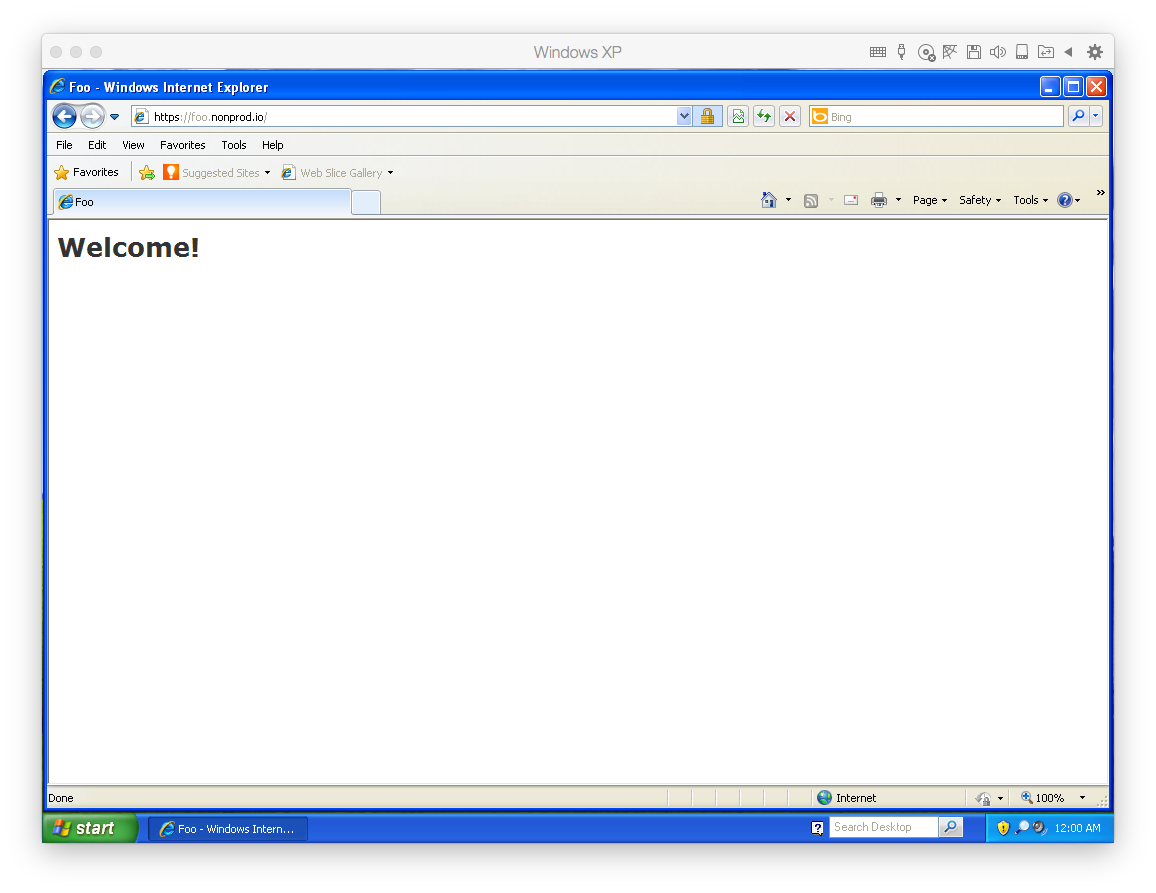 Windows XP
Foo - Windows Internet Explorer
https://foo.nonprod.io/
Bing
File Edit View Favorites Tools Help
Favorites Suggested Sites Web Slice Gallery
Foo
Page Safety Tools
Welcome!
Done Internet 100%
start Foo - Windows Intern... Search Desktop 12:00 AM